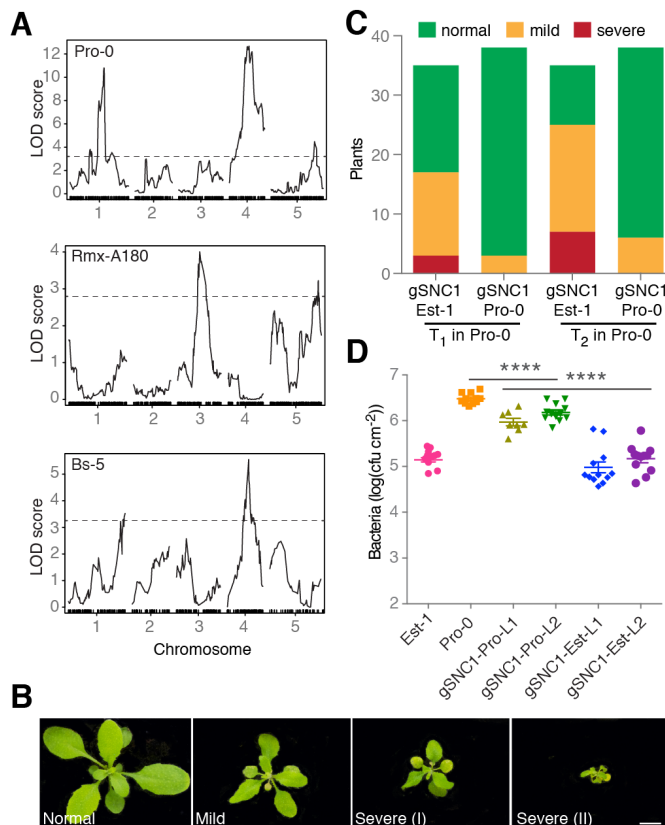 A
Pro-0
LOD score
12
10
8
6
4
2
0
1 2 3 4 5
Rmx-A180
LOD score
4
3
2
1
0
1 2 3 4 5
Bs-5
LOD score
5
4
3
2
1
0
1 2 3 4 5
Chromosome
C
normal mild severe
Plants
40
30
20
10
0
gSNC1 gSNC1 gSNC1 gSNC1
Est-1 Pro-0 Est-1 Pro-0
T1 in Pro-0 T2 in Pro-0
D
**** ****
Bacteria (log(cfu cm-2))
7
6
5
4
3
2
Est-1
Pro-0
gSNC1-Pro-L1
gSNC1-Pro-L2
gSNC1-Est-L1
gSNC1-Est-L2
B
Normal Mild Severe (I) Severe (II)